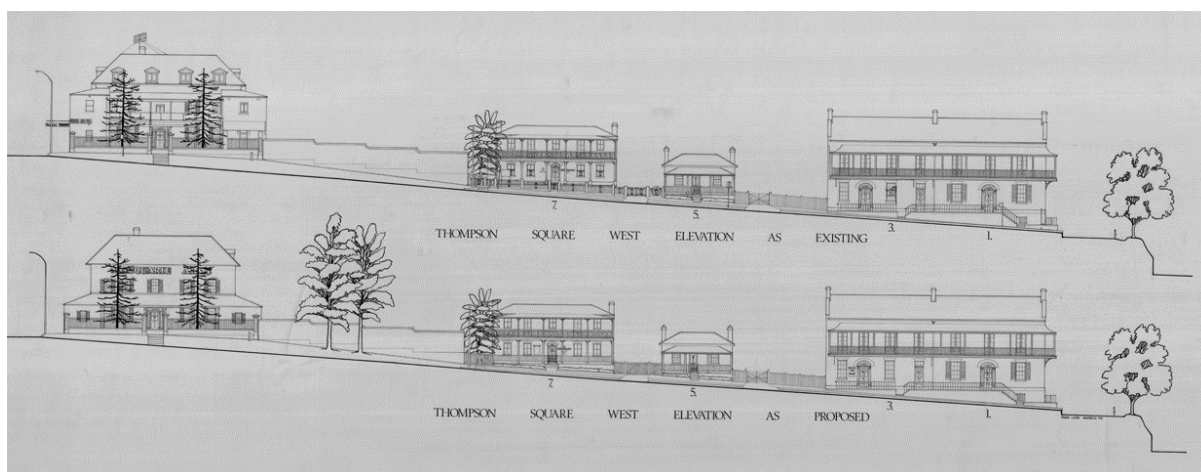 QUARIE
7.
5.
3.
1.
THOMPSON SQUARE WEST ELEVATION AS EXISTING
7.
5.
3.
1.
THOMPSON SQUARE WEST ELEVATION AS PROPOSED